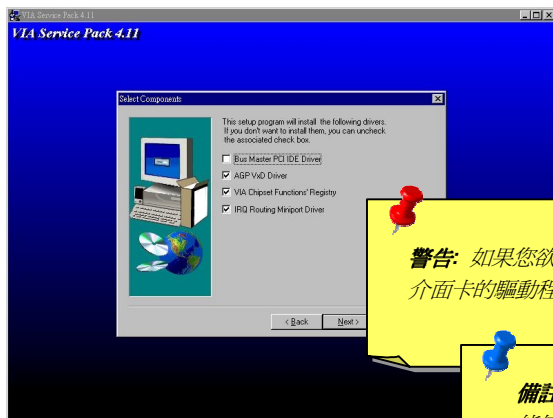 VIA Service Pack 4.11
VIA Service Pack 4.11
Select Components
This setup program will install the following drivers.
If you don't want to install them, you can uncheck
the associated check box.
Bus Master PCI IDE Driver
AGP VxD Driver
VIA Chipset Functions' Registry
IRQ Routing Miniport Driver
< Back
Next >
警告: 如果您欲
介面卡的驅動程
備註